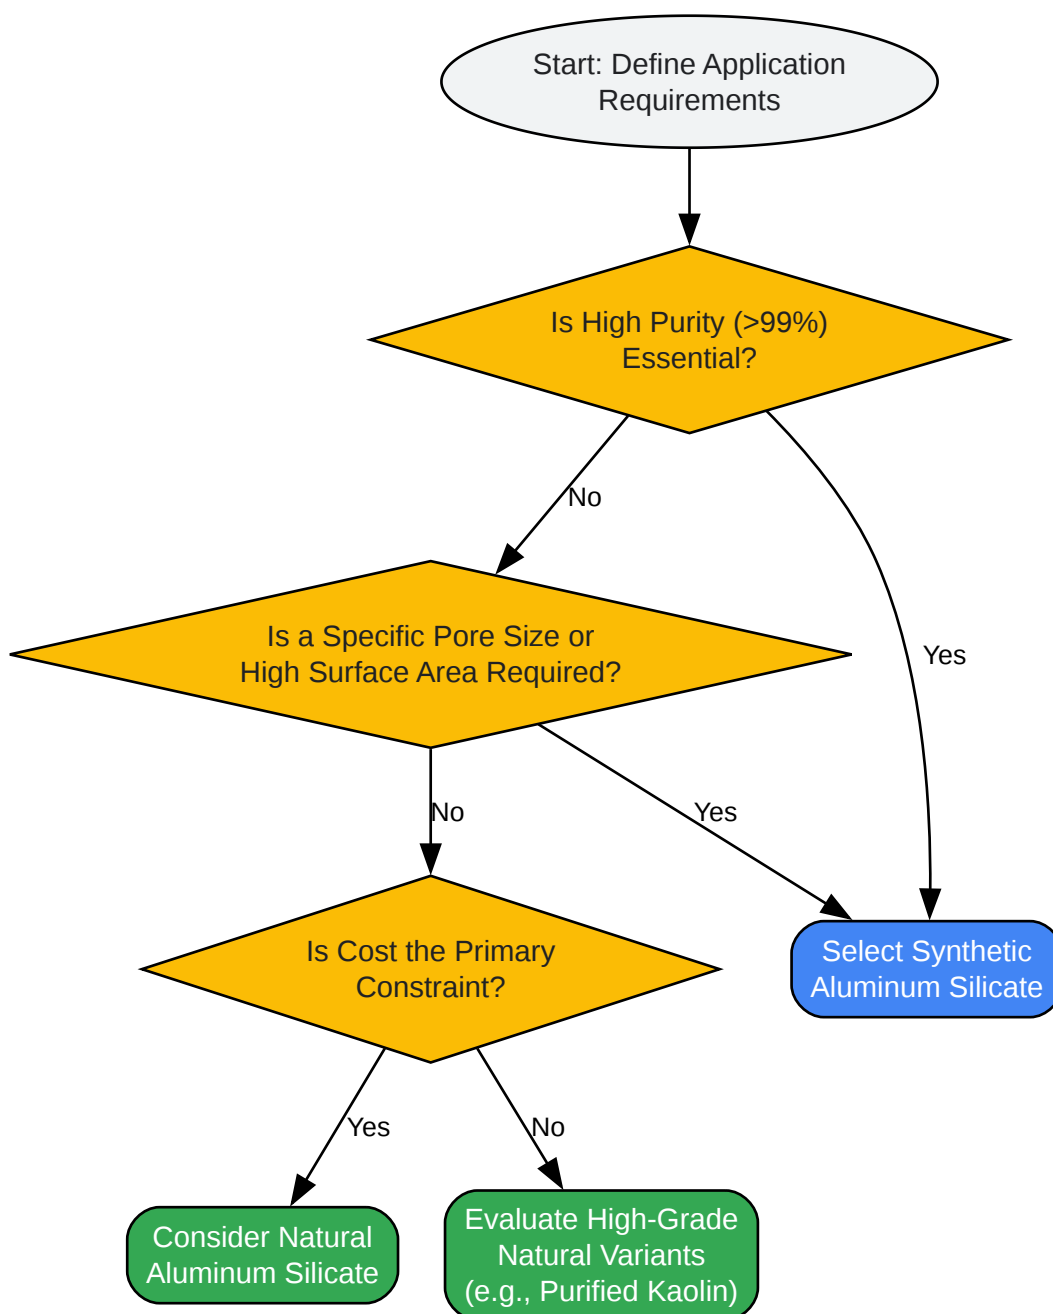 Start: Define Application
Requirements
Is High Purity (>99%)
Essential?
No
Yes
Is a Specific Pore Size or
High Surface Area Required?
No
Yes
Is Cost the Primary
Constraint?
Select Synthetic
Aluminum Silicate
Yes
No
Consider Natural
Aluminum Silicate
Evaluate High-Grade
Natural Variants
(e.g., Purified Kaolin)